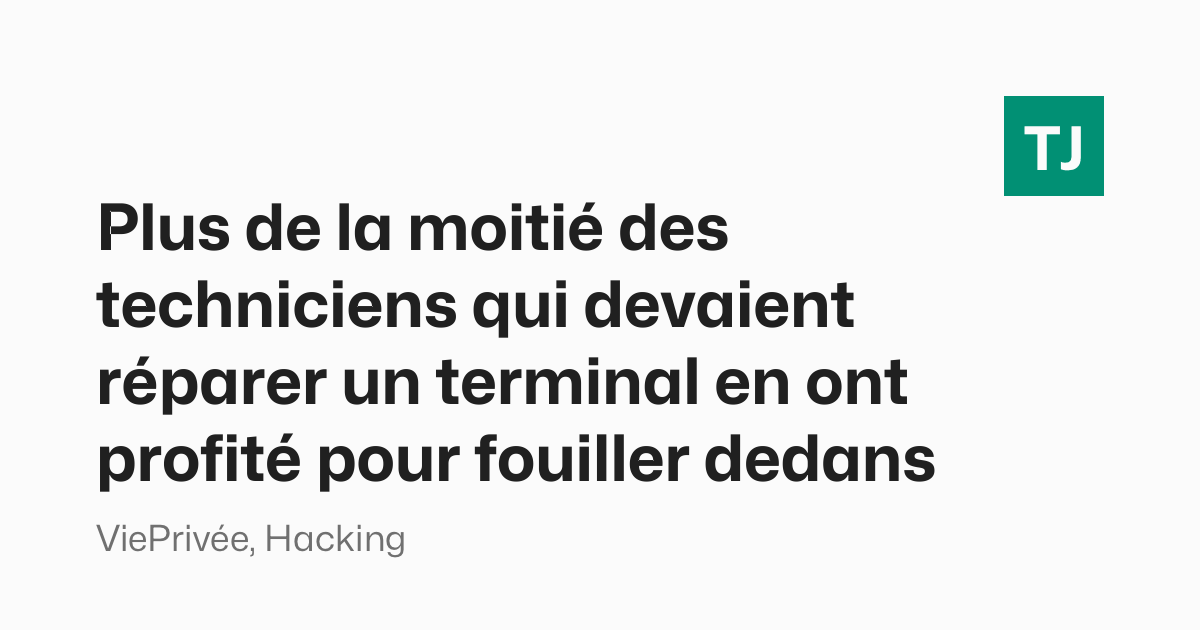 TJ
Plus de la moitié des
techniciens qui devaient
réparer un terminal en ont
profité pour fouiller dedans
ViePrivée, Hacking